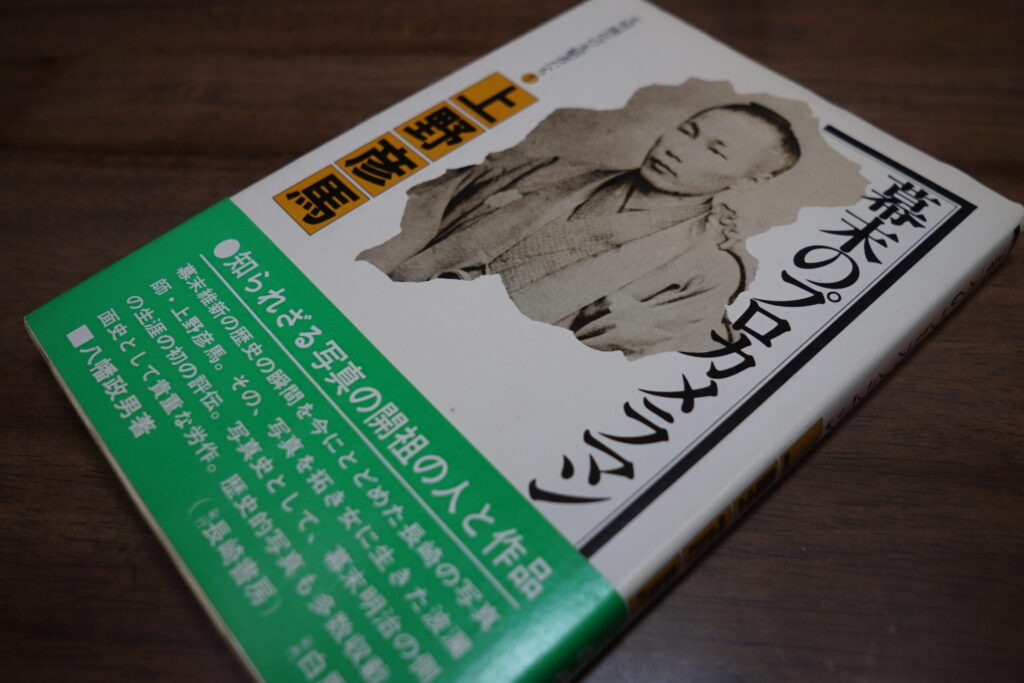 幕末のプロカメラマン
上野彦馬
●知られざる写真の開祖の人と作品
幕末維新の歴史の瞬間を今にとどめた長崎の写真
師・上野彦馬。その、写真を拓き女に生きた波瀾
の生涯の初の評伝。写真史として、幕末明治の側
面史として貴重な労作。歴史的写真も多数収載
■八幡政男著
長崎書房